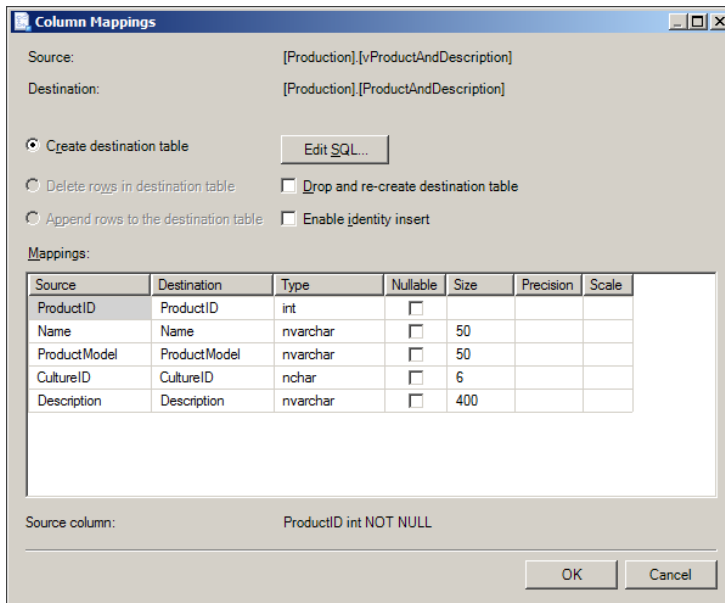 Column Mappings
Source: [Production].[vProductAndDescription]
Destination: [Production].[ProductAndDescription]
Create destination table Edit SQL...
Delete rows in destination table Drop and re-create destination table
Append rows to the destination table Enable identity insert
Mappings:
Source Destination Type Nullable Size Precision Scale
ProductID ProductID int
Name Name nvarchar 50
ProductModel ProductModel nvarchar 50
CultureID CultureID nchar 6
Description Description nvarchar 400
Source column: ProductID int NOT NULL
OK Cancel